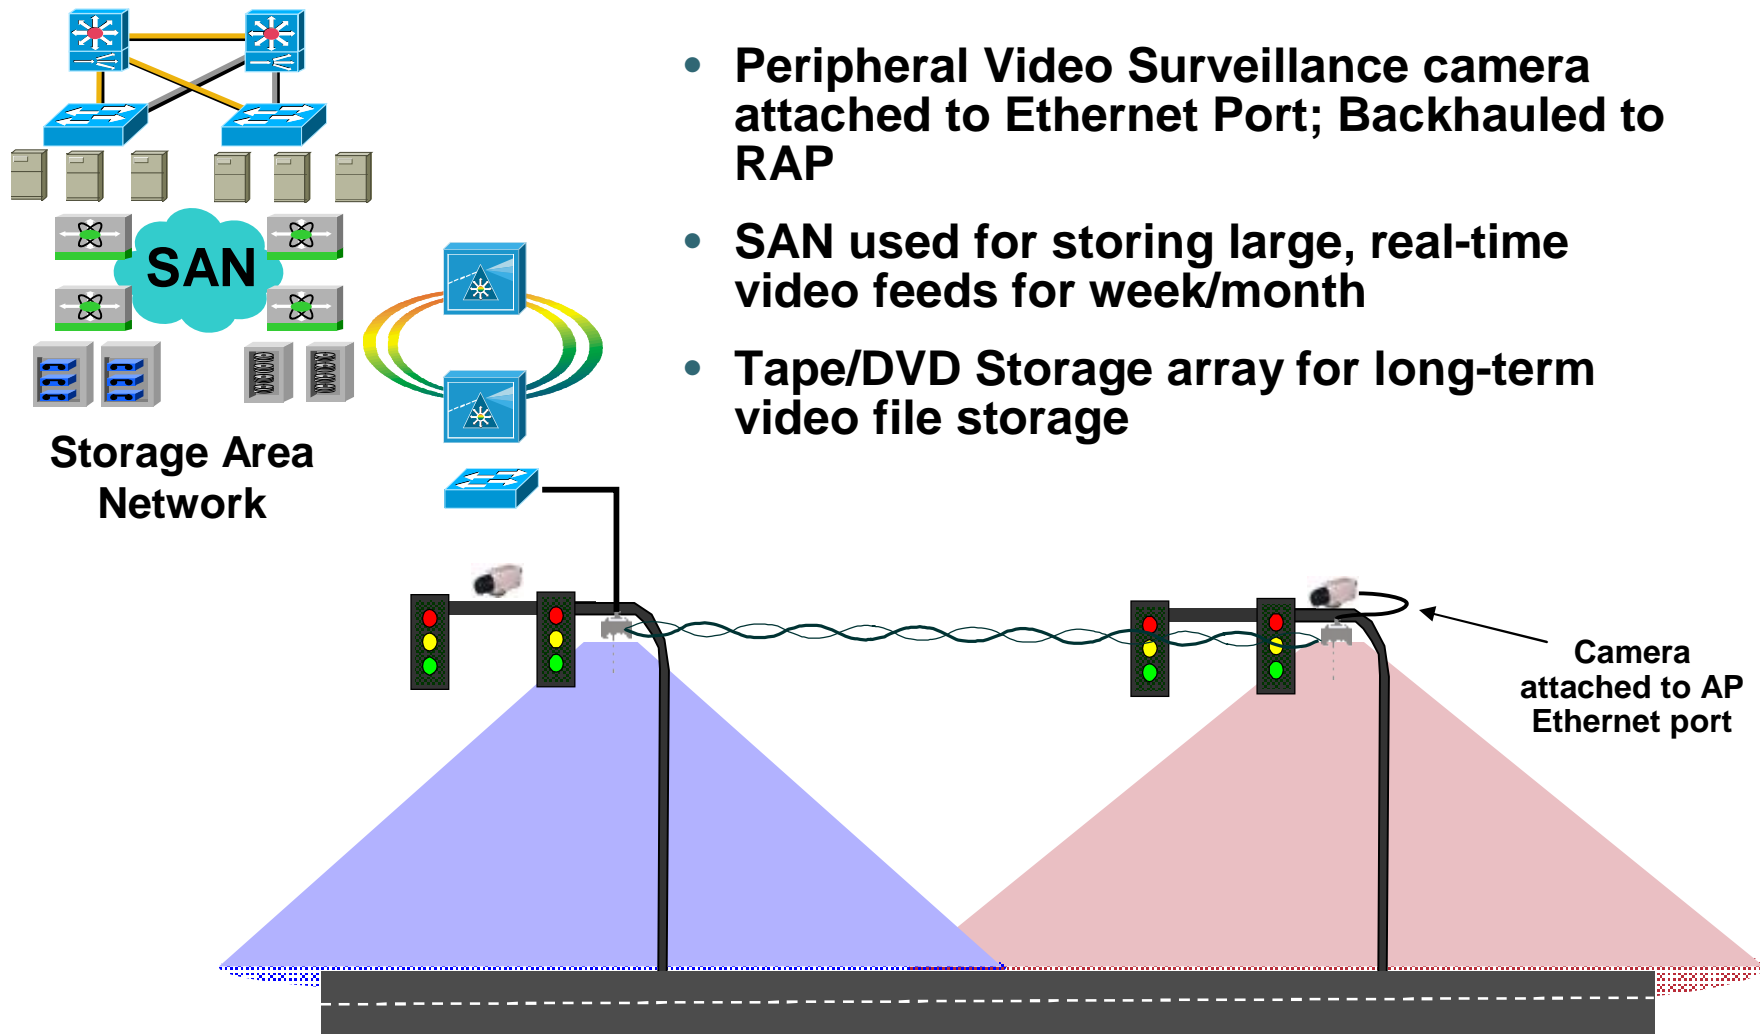 • Peripheral Video Surveillance camera
attached to Ethernet Port; Backhauled to
RAP
• SAN used for storing large, real-time
video feeds for week/month
• Tape/DVD Storage array for long-term
video file storage
SAN
Storage Area
Network
Camera
attached to AP
Ethernet port